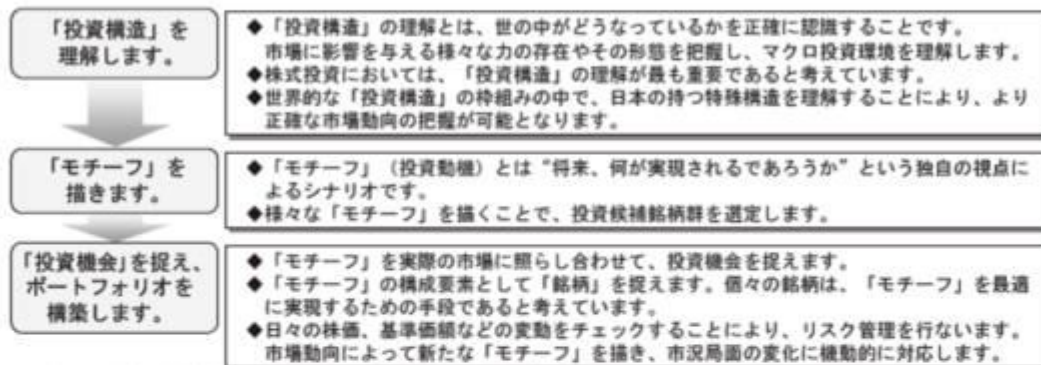 「投資構造」を
理解します。
◆「投資構造」の理解とは、世の中がどうなっているかを正確に認識することです。
市場に影響を与える様々な力の存在やその形態を把握し、マクロ投資環境を理解します。
◆株式投資においては、「投資構造」の理解が最も重要であると考えています。
◆世界的な「投資構造」の枠組みの中で、日本の持つ特殊構造を理解することにより、より
正確な市場動向の把握が可能となります。
「モチーフ」を
描きます。
◆「モチーフ」（投資動機）とは“将来、何が実現されるであろうか”という独自の視点に
よるシナリオです。
◆様々な「モチーフ」を描くことで、投資候補銘柄群を選定します。
「投資機会」を捉え、
ポートフォリオを
構築します。
◆「モチーフ」を実際の市場に照らし合わせて、投資機会を捉えます。
◆「モチーフ」の構成要素として「銘柄」を捉えます。個々の銘柄は、「モチーフ」を最適
に実現するための手段であると考えています。
◆日々の株価、基準価額などの変動をチェックすることにより、リスク管理を行ないます。
市場動向によって新たな「モチーフ」を描き、市況局面の変化に機動的に対応します。